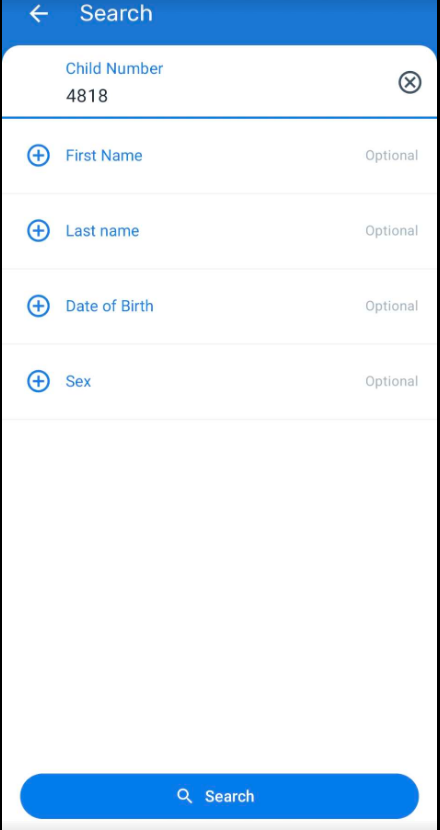 Search
Child Number
4818
First Name Optional
Last name Optional
Date of Birth Optional
Sex Optional
Search